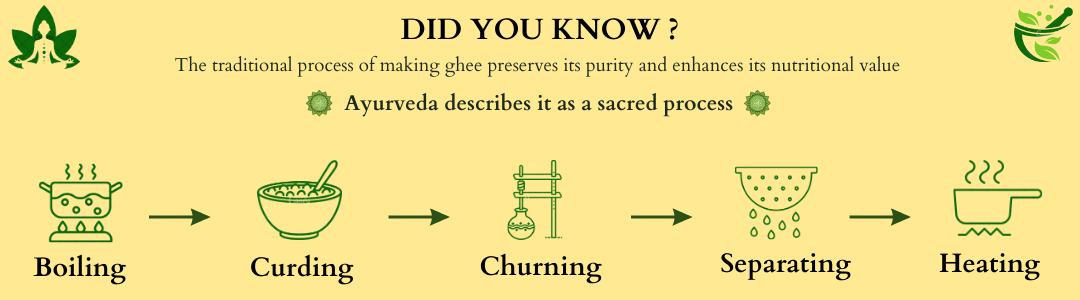 DID YOU KNOW ?
The traditional process of making ghee preserves its purity and enhances its nutritional value
Ayurveda describes it as a sacred process
Boiling
Curding
Churning
Separating
Heating